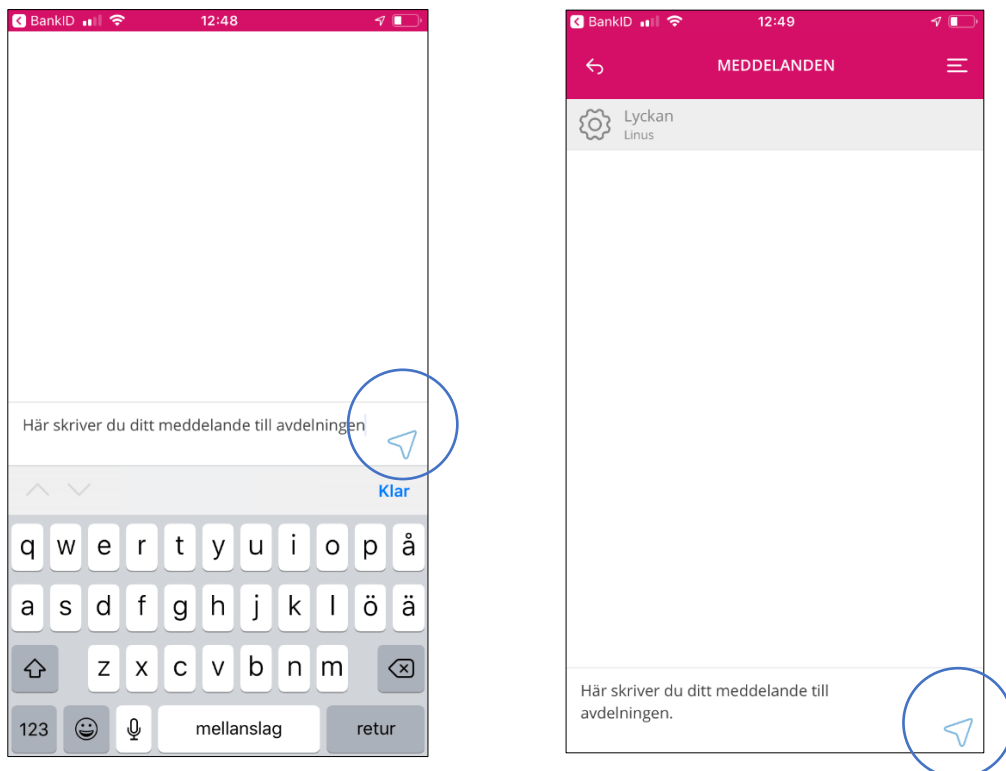 BankID 12:48
Här skriver du ditt meddelande till avdelningen
Klar
q w e r t y u i o p å
a s d f g h j k l ö ä
z x c v b n m
123 mellanslag retur
BankID 12:49
MEDDELANDEN
Lyckan
Linus
Här skriver du ditt meddelande till
avdelningen.